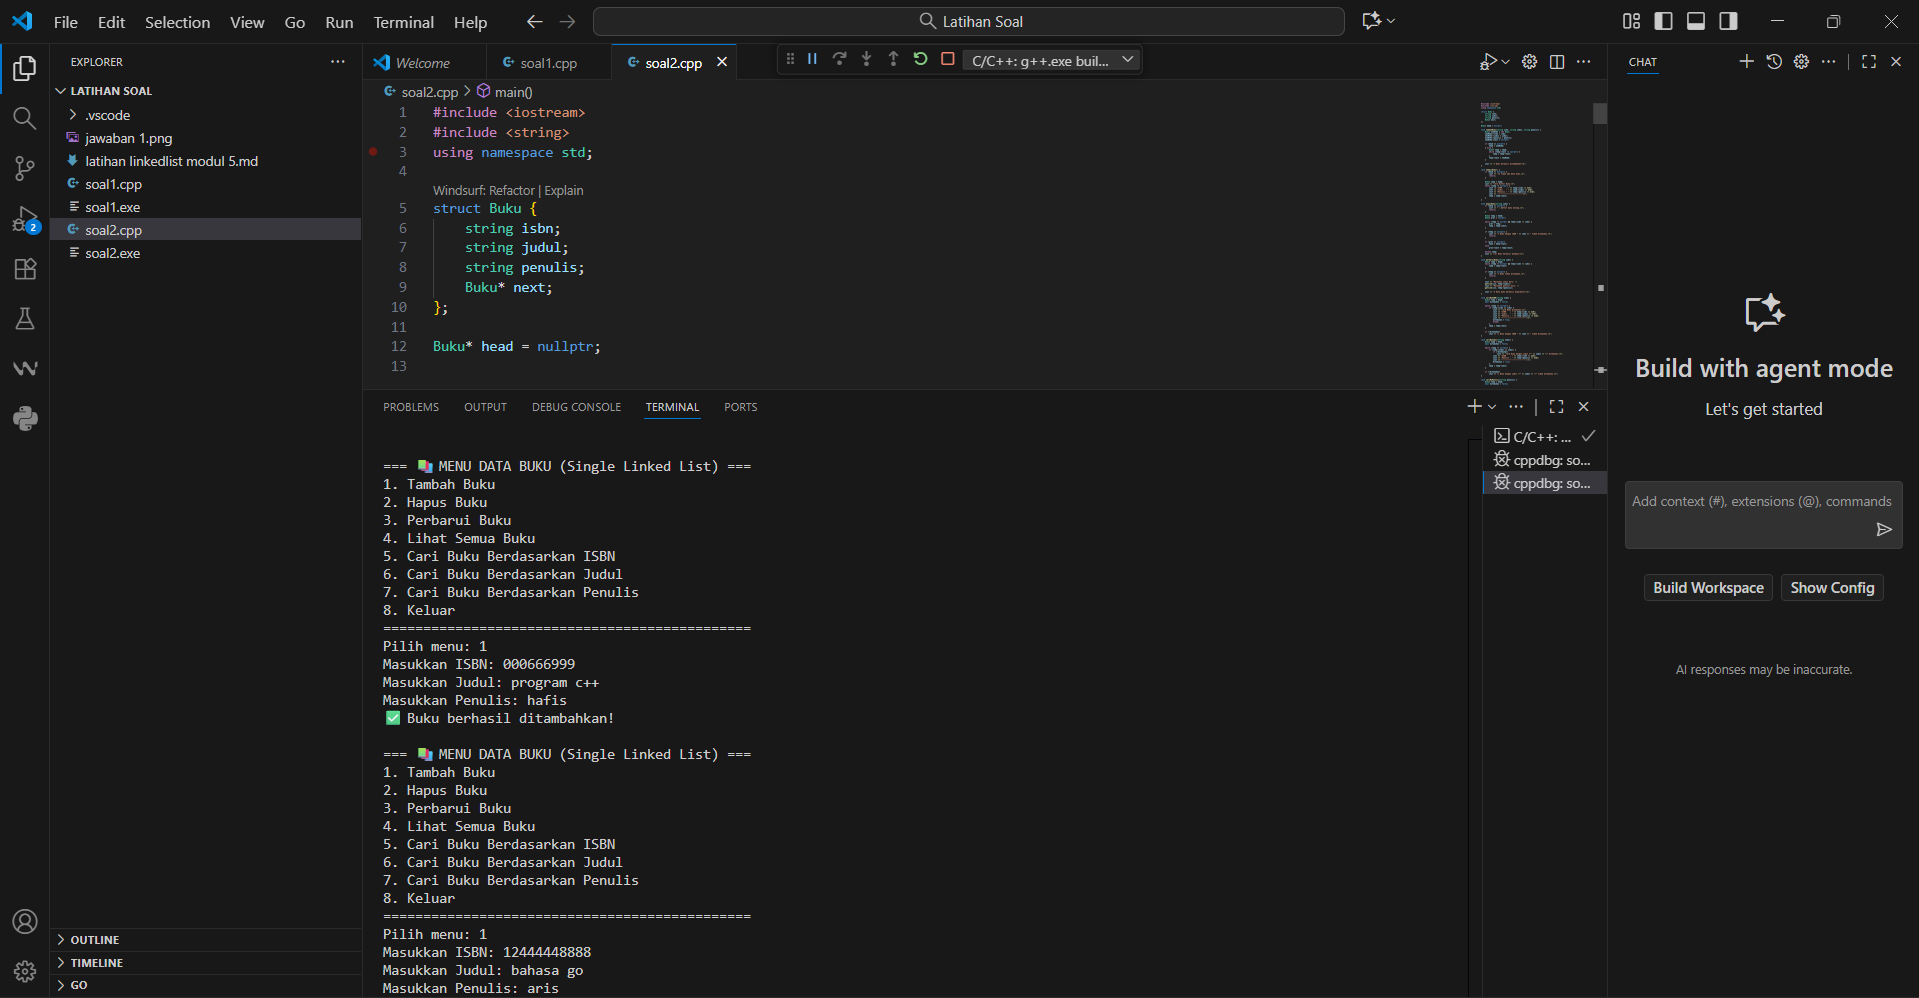 File Edit Selection View Go Run Terminal Help
Latihan Soal
EXPLORER
LATIHAN SOAL
.vscode
jawaban 1.png
latihan linkedlist modul 5.md
soal1.cpp
soal1.exe
soal2.cpp
soal2.exe
2
OUTLINE
TIMELINE
GO
Welcome
soal1.cpp
soal2.cpp
C/C++: g++.exe buil...
soal2.cpp > main()
1 #include <iostream>
2 #include <string>
3 using namespace std;
4
Windsurf: Refactor | Explain
5 struct Buku {
6 string isbn;
7 string judul;
8 string penulis;
9 Buku* next;
10 };
11
12 Buku* head = nullptr;
13
PROBLEMS OUTPUT DEBUG CONSOLE TERMINAL PORTS
=== 📚 MENU DATA BUKU (Single Linked List) ===
1. Tambah Buku
2. Hapus Buku
3. Perbarui Buku
4. Lihat Semua Buku
5. Cari Buku Berdasarkan ISBN
6. Cari Buku Berdasarkan Judul
7. Cari Buku Berdasarkan Penulis
8. Keluar
==============================================
Pilih menu: 1
Masukkan ISBN: 000666999
Masukkan Judul: program c++
Masukkan Penulis: hafis
✅ Buku berhasil ditambahkan!
=== 📚 MENU DATA BUKU (Single Linked List) ===
1. Tambah Buku
2. Hapus Buku
3. Perbarui Buku
4. Lihat Semua Buku
5. Cari Buku Berdasarkan ISBN
6. Cari Buku Berdasarkan Judul
7. Cari Buku Berdasarkan Penulis
8. Keluar
==============================================
Pilih menu: 1
Masukkan ISBN: 12444448888
Masukkan Judul: bahasa go
Masukkan Penulis: aris
C/C++: ...
cppdbg: so...
cppdbg: so...
CHAT
Build with agent mode
Let's get started
Add context (#), extensions (@), commands
Build Workspace
Show Config
AI responses may be inaccurate.